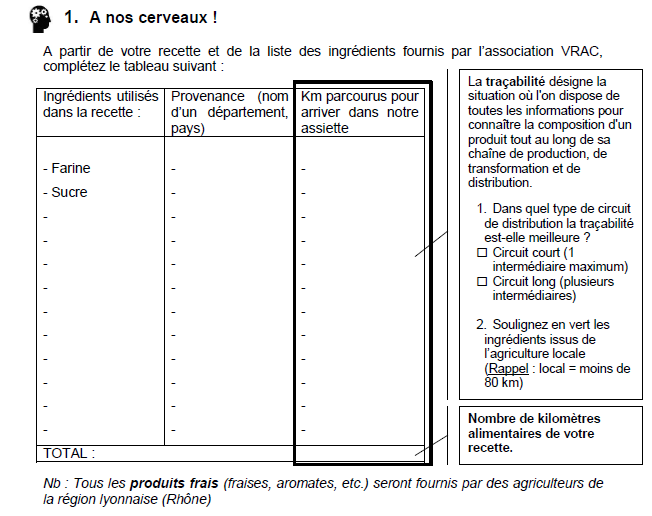 1. A nos cerveaux !
A partir de votre recette et de la liste des ingrédients fournis par l'association VRAC,
complétez le tableau suivant :
Ingrédients utilisés
dans la recette :
Provenance (nom
d'un département,
pays)
Km parcourus pour
arriver dans notre
assiette
- Farine - -
- Sucre - -
- - -
- - -
- - -
- - -
- - -
- - -
- - -
- - -
- - -
- - -
TOTAL :
La traçabilité désigne la
situation où l'on dispose de
toutes les informations pour
connaître la composition d'un
produit tout au long de sa
chaîne de production, de
transformation et de
distribution.
1. Dans quel type de circuit
de distribution la traçabilité
est-elle meilleure ?
☐ Circuit court (1
intermédiaire maximum)
☐ Circuit long (plusieurs
intermédiaires)
2. Soulignez en vert les
ingrédients issus de
l'agriculture locale
(Rappel : local = moins de
80 km)
Nombre de kilomètres
alimentaires de votre
recette.
Nb : Tous les produits frais (fraises, aromates, etc.) seront fournis par des agriculteurs de
la région lyonnaise (Rhône)